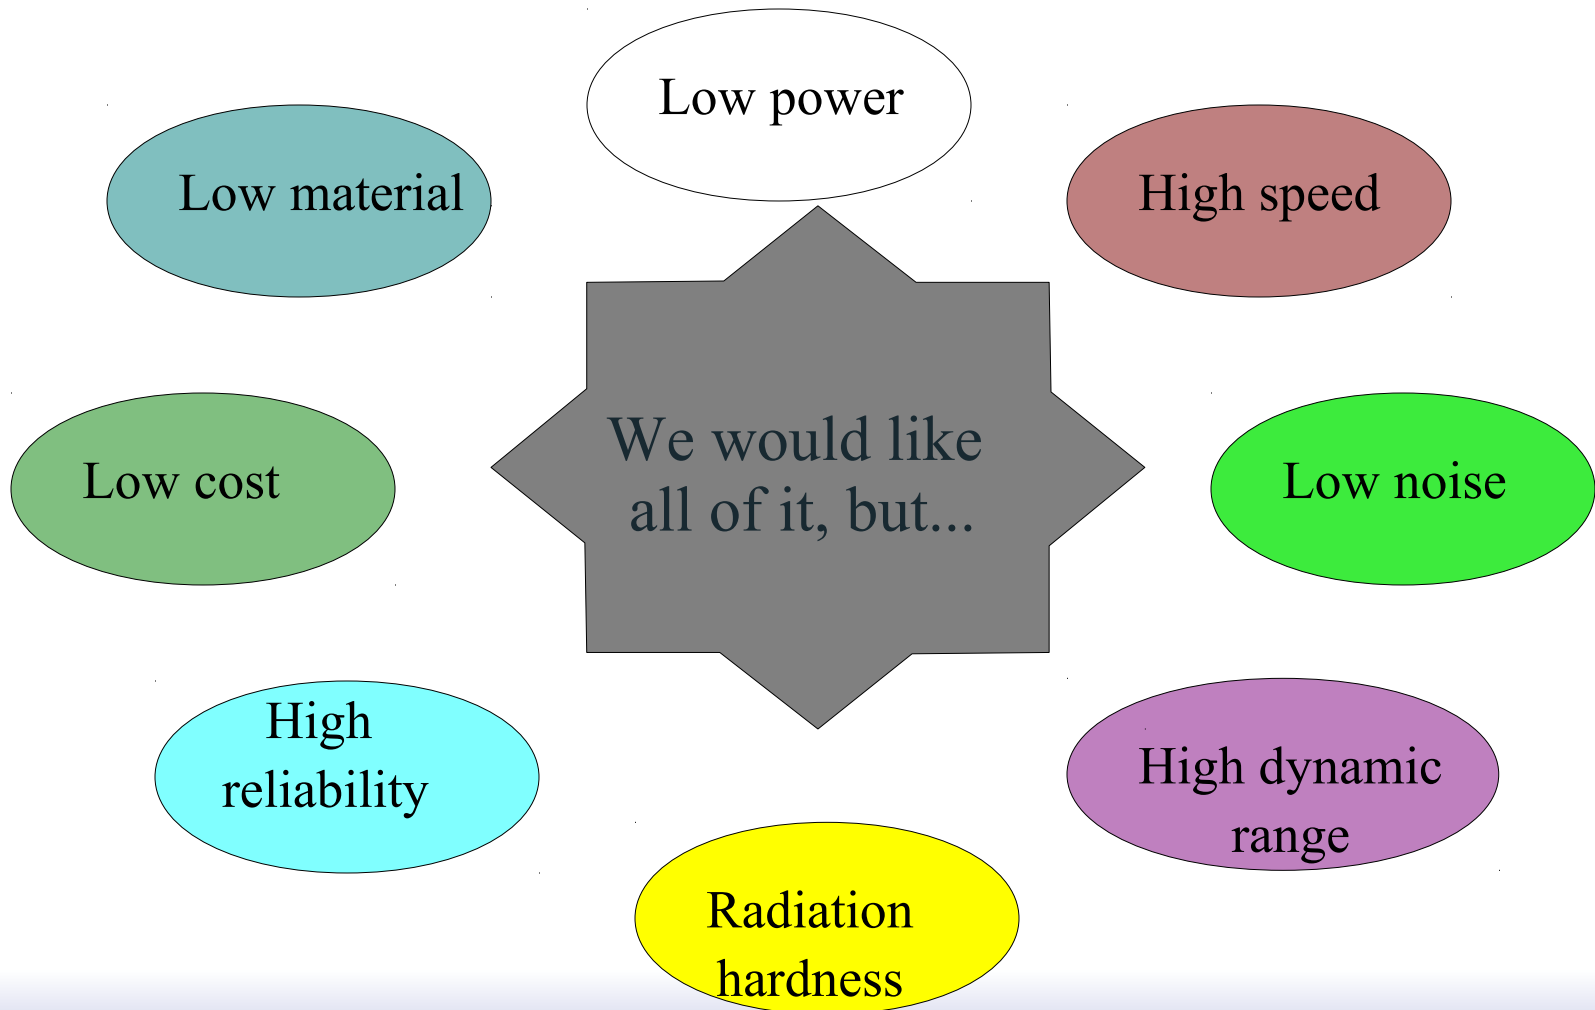 Low power
Low material
High speed
We would like
all of it, but...
Low cost
Low noise
High
reliability
High dynamic
range
Radiation
hardness